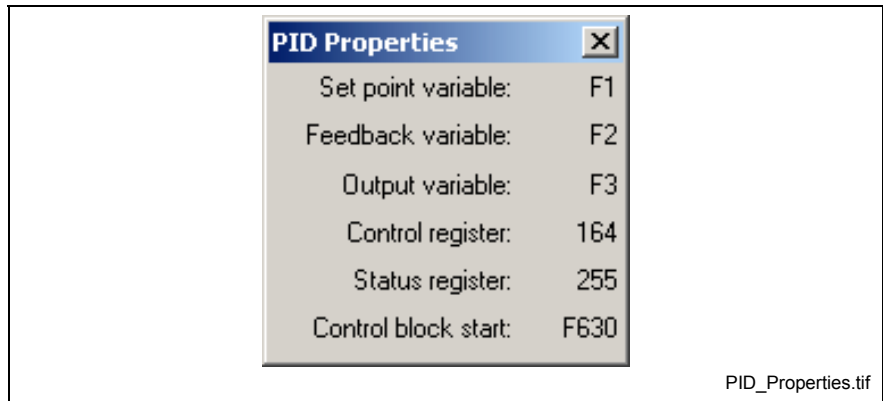 PID Properties
Set point variable: F1
Feedback variable: F2
Output variable: F3
Control register: 164
Status register: 255
Control block start: F630
PID_Properties.tif